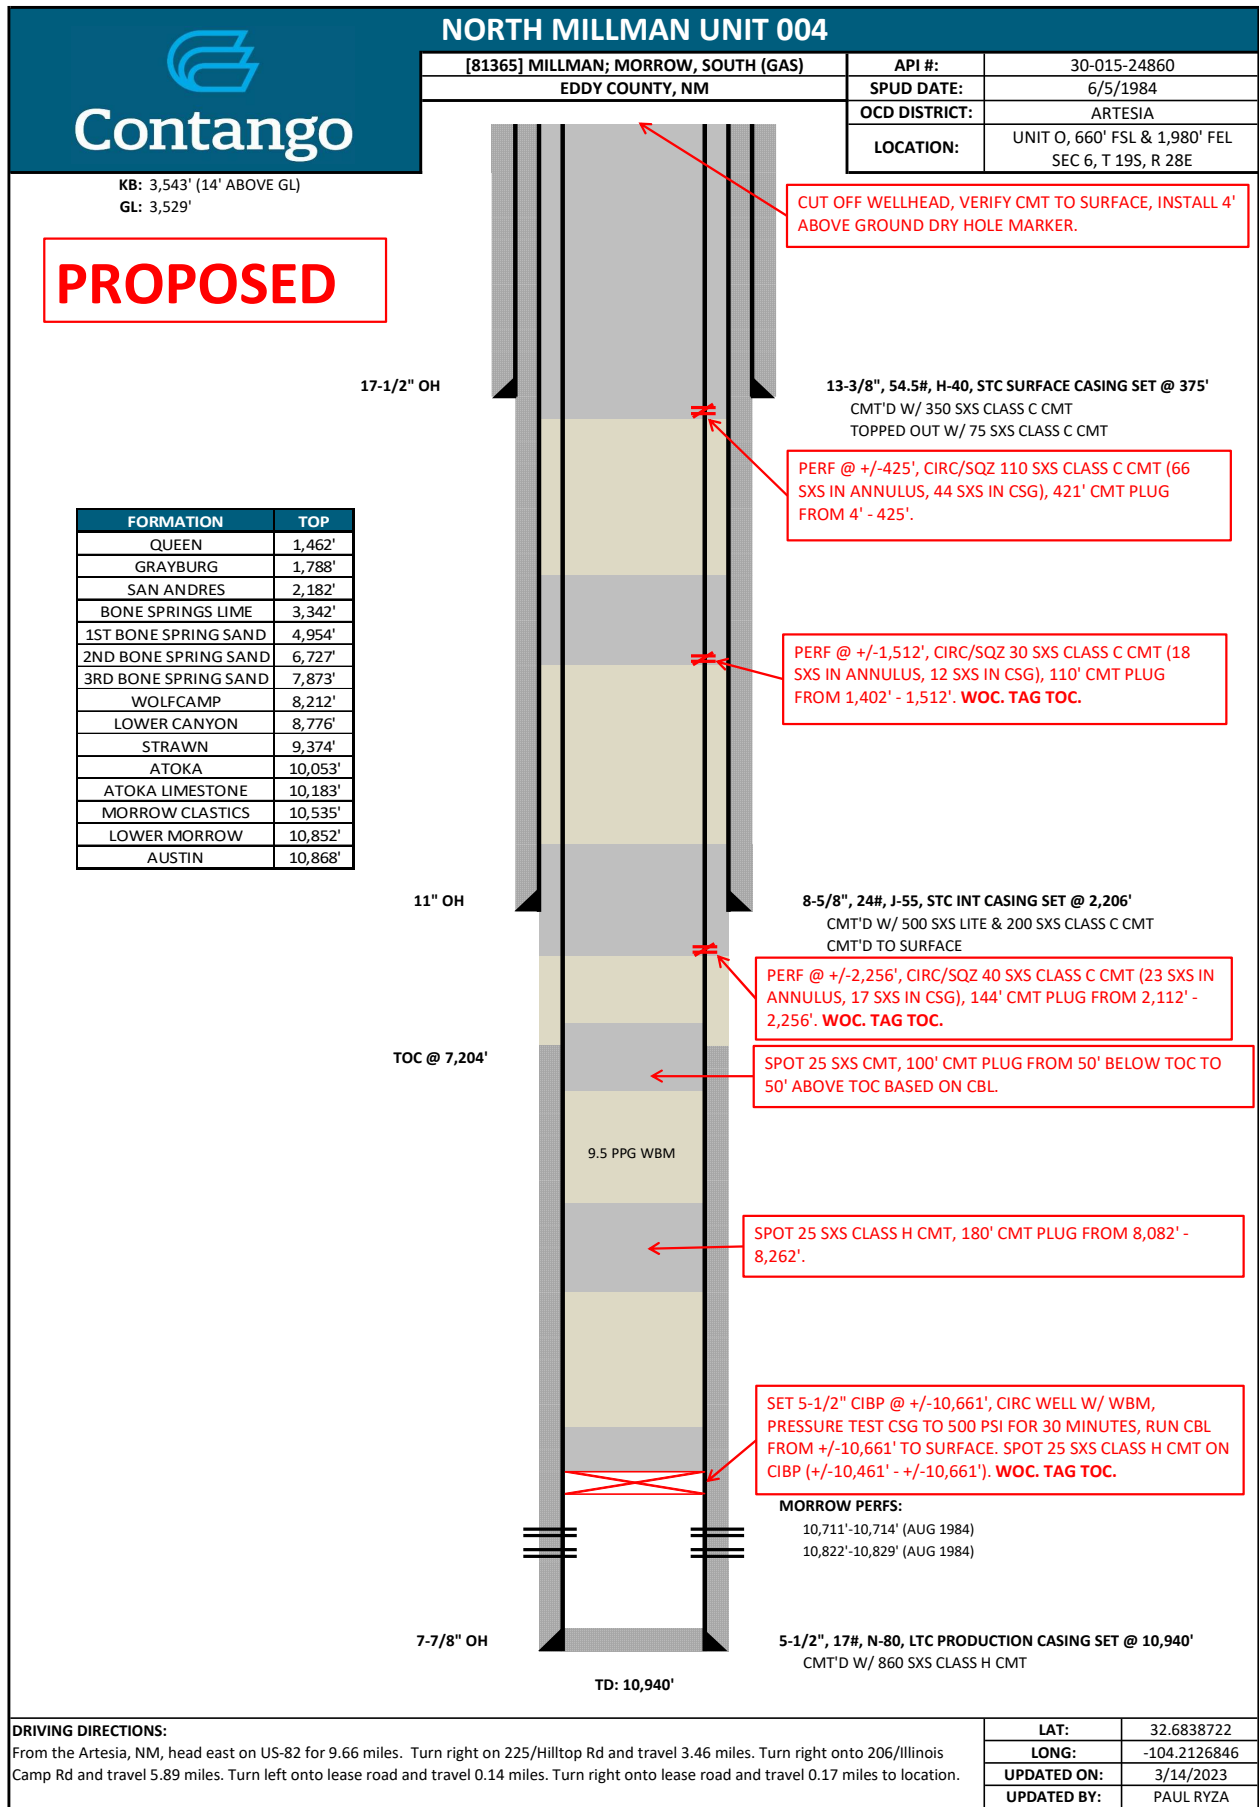 NORTH MILLMAN UNIT 004
Contango
[81365] MILLMAN; MORROW, SOUTH (GAS)
EDDY COUNTY, NM
API #: 30-015-24860
SPUD DATE: 6/5/1984
OCD DISTRICT: ARTESIA
LOCATION: UNIT O, 660' FSL & 1,980' FEL
SEC 6, T 19S, R 28E
KB: 3,543' (14' ABOVE GL)
GL: 3,529'
PROPOSED
CUT OFF WELLHEAD, VERIFY CMT TO SURFACE, INSTALL 4'
ABOVE GROUND DRY HOLE MARKER.
17-1/2" OH
13-3/8", 54.5#, H-40, STC SURFACE CASING SET @ 375'
CMT'D W/ 350 SXS CLASS C CMT
TOPPED OUT W/ 75 SXS CLASS C CMT
PERF @ +/-425', CIRC/SQZ 110 SXS CLASS C CMT (66
SXS IN ANNULUS, 44 SXS IN CSG), 421' CMT PLUG
FROM 4' - 425'.
FORMATION TOP
QUEEN 1,462'
GRAYBURG 1,788'
SAN ANDRES 2,182'
BONE SPRINGS LIME 3,342'
1ST BONE SPRING SAND 4,954'
2ND BONE SPRING SAND 6,727'
3RD BONE SPRING SAND 7,873'
WOLFCAMP 8,212'
LOWER CANYON 8,776'
STRAWN 9,374'
ATOKA 10,053'
ATOKA LIMESTONE 10,183'
MORROW CLASTICS 10,535'
LOWER MORROW 10,852'
AUSTIN 10,868'
PERF @ +/-1,512', CIRC/SQZ 30 SXS CLASS C CMT (18
SXS IN ANNULUS, 12 SXS IN CSG), 110' CMT PLUG
FROM 1,402' - 1,512'. WOC. TAG TOC.
11" OH
8-5/8", 24#, J-55, STC INT CASING SET @ 2,206'
CMT'D W/ 500 SXS LITE & 200 SXS CLASS C CMT
CMT'D TO SURFACE
PERF @ +/-2,256', CIRC/SQZ 40 SXS CLASS C CMT (23 SXS IN
ANNULUS, 17 SXS IN CSG), 144' CMT PLUG FROM 2,112' -
2,256'. WOC. TAG TOC.
TOC @ 7,204'
SPOT 25 SXS CMT, 100' CMT PLUG FROM 50' BELOW TOC TO
50' ABOVE TOC BASED ON CBL.
9.5 PPG WBM
SPOT 25 SXS CLASS H CMT, 180' CMT PLUG FROM 8,082' -
8,262'.
SET 5-1/2" CIBP @ +/-10,661', CIRC WELL W/ WBM,
PRESSURE TEST CSG TO 500 PSI FOR 30 MINUTES, RUN CBL
FROM +/-10,661' TO SURFACE. SPOT 25 SXS CLASS H CMT ON
CIBP (+/-10,461' - +/-10,661'). WOC. TAG TOC.
MORROW PERFS:
10,711'-10,714' (AUG 1984)
10,822'-10,829' (AUG 1984)
7-7/8" OH
5-1/2", 17#, N-80, LTC PRODUCTION CASING SET @ 10,940'
CMT'D W/ 860 SXS CLASS H CMT
TD: 10,940'
DRIVING DIRECTIONS:
From the Artesia, NM, head east on US-82 for 9.66 miles. Turn right on 225/Hilltop Rd and travel 3.46 miles. Turn right onto 206/Illinois
Camp Rd and travel 5.89 miles. Turn left onto lease road and travel 0.14 miles. Turn right onto lease road and travel 0.17 miles to location.
LAT: 32.6838722
LONG: -104.2126846
UPDATED ON: 3/14/2023
UPDATED BY: PAUL RYZA